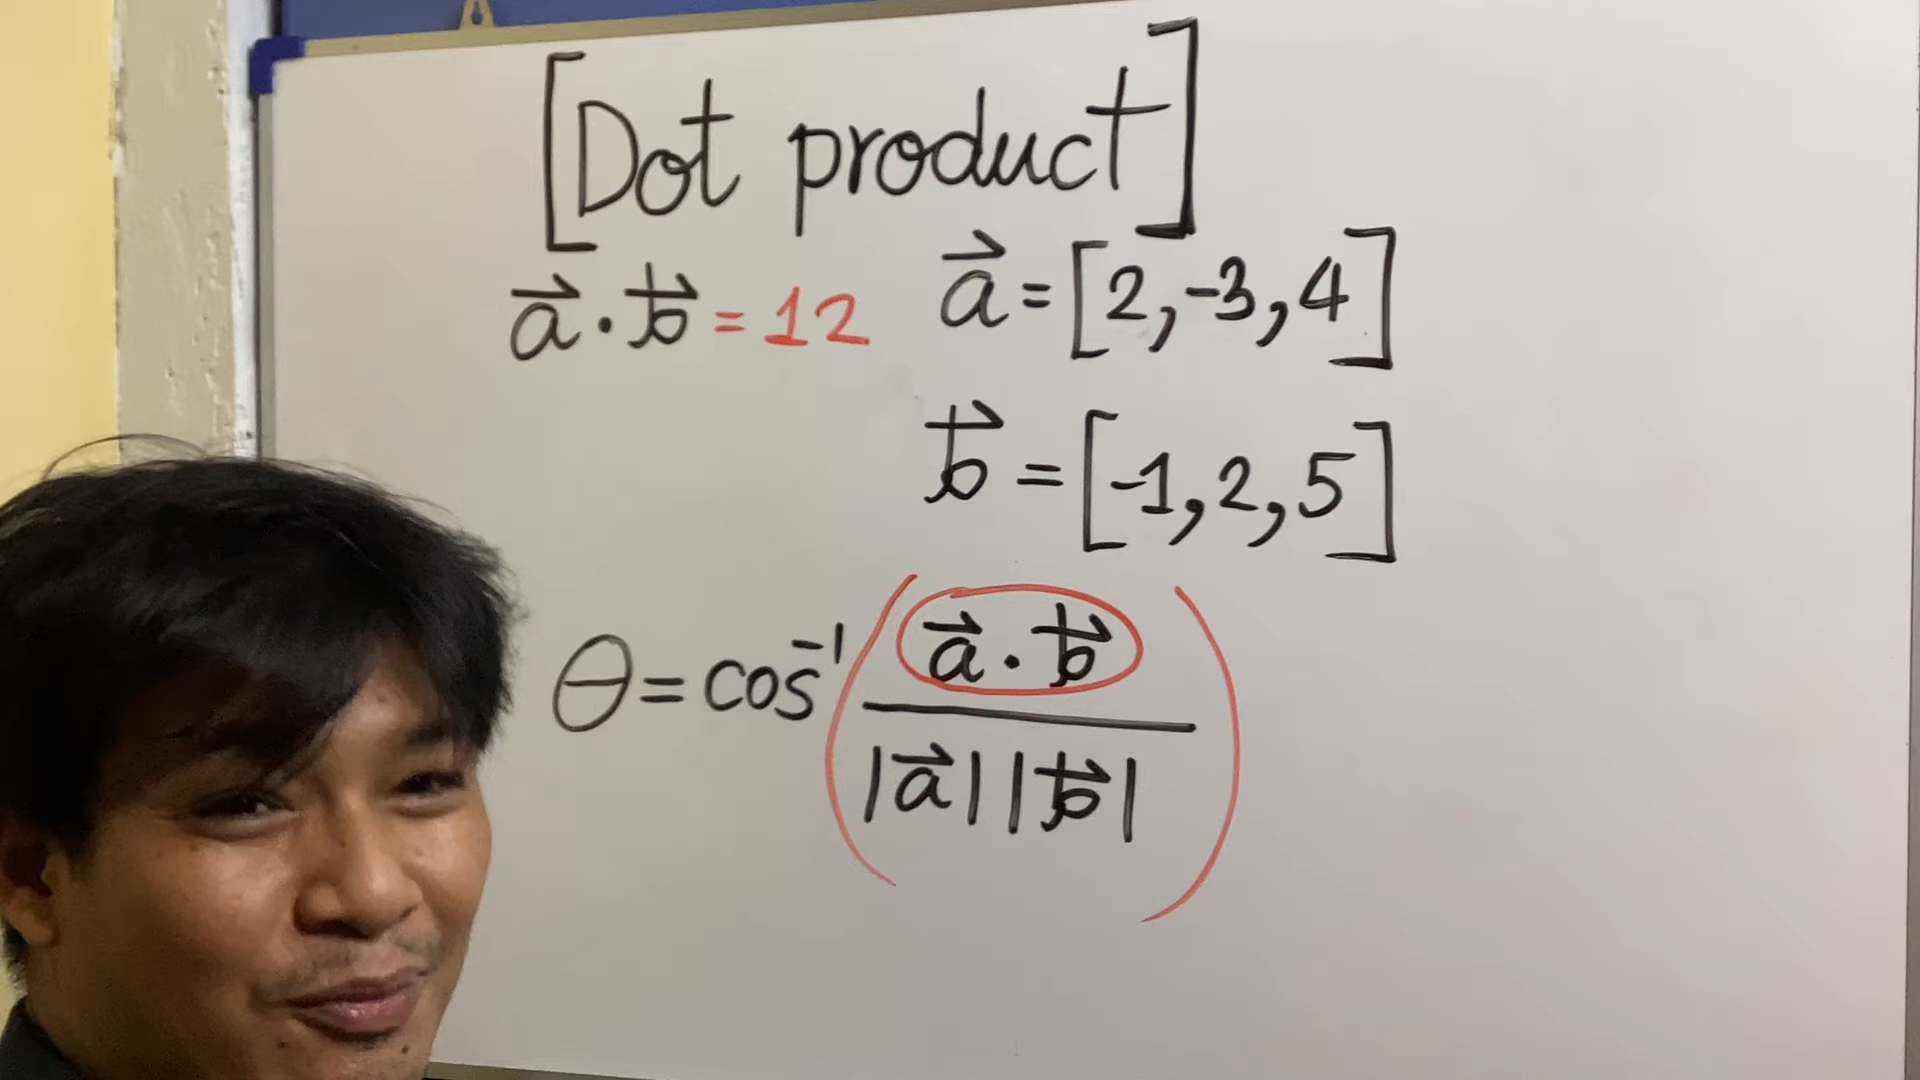 [Dot product]
a⃗ · b⃗ = 12
a⃗ = [2, -3, 4]
b⃗ = [-1, 2, 5]
θ = cos⁻¹ (
a⃗ · b⃗
|a⃗| |b⃗|
)